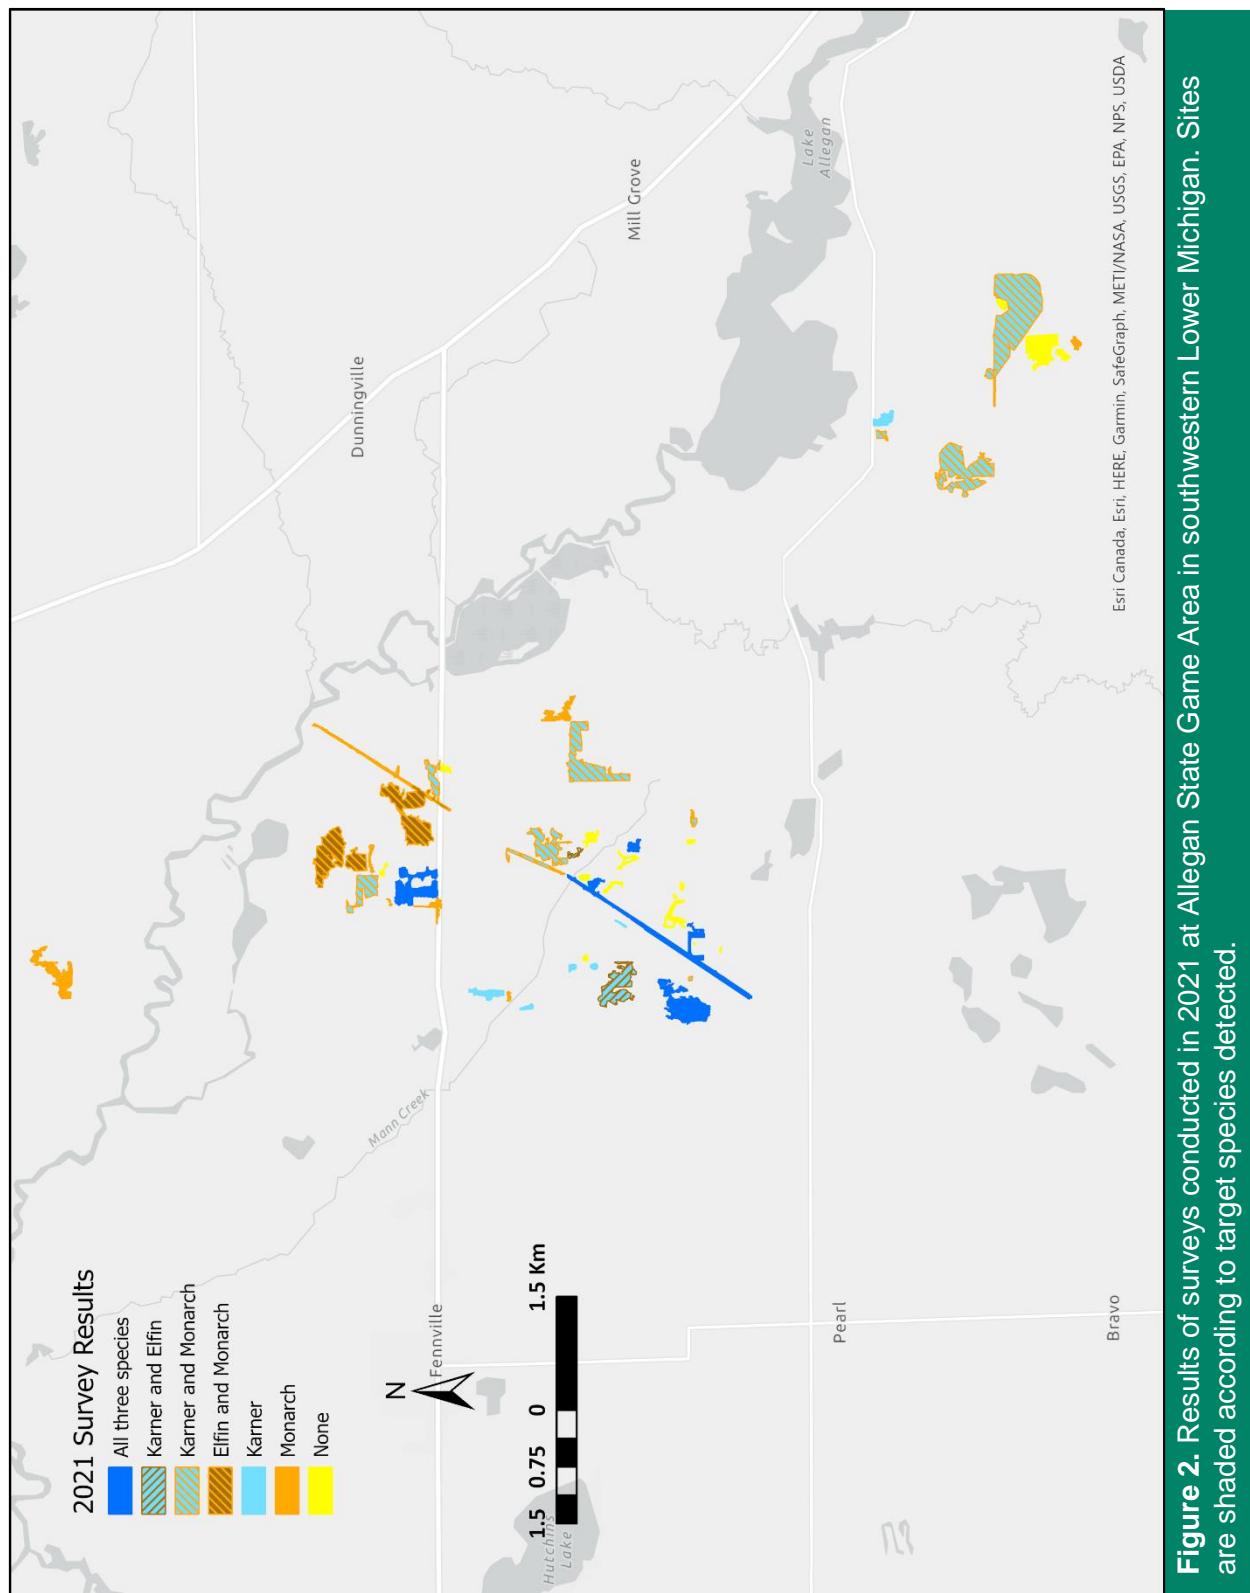 2021 Survey Results
All three species
Karner and Elfin
Karner and Monarch
Elfin and Monarch
Karner
Monarch
None
N
1.5 0.75 0 1.5 Km
Hutchins
Lake
Fennville
Mann Creek
Pearl
Bravo
Dunningville
Mill Grove
Lake
Allegan
Esri Canada, Esri, HERE, Garmin, SafeGraph, METI/NASA, USGS, EPA, NPS, USDA
Figure 2. Results of surveys conducted in 2021 at Allegan State Game Area in southwestern Lower Michigan. Sites
are shaded according to target species detected.